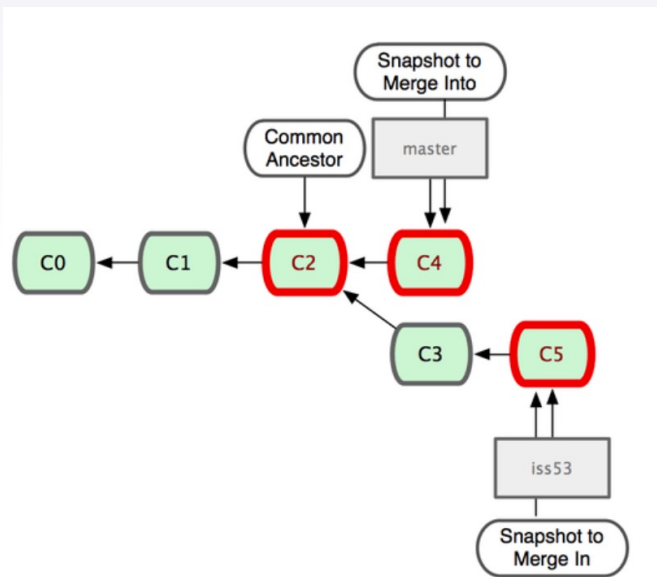 Snapshot to
Merge Into
Common
Ancestor
master
C0
C1
C2
C4
C3
C5
iss53
Snapshot to
Merge In